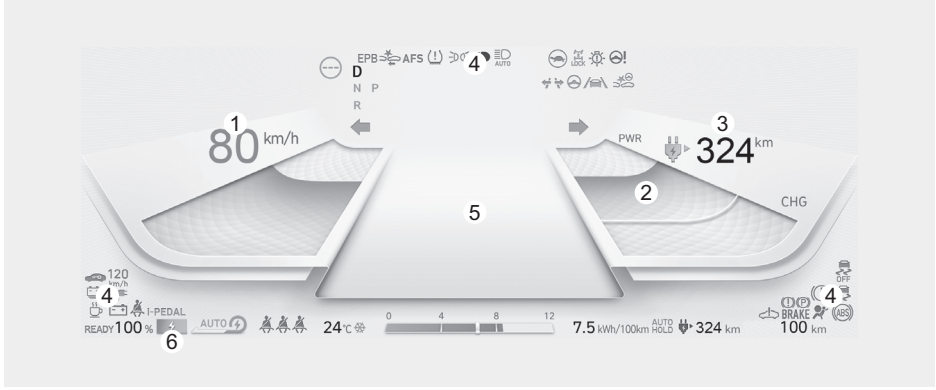 EPB AFS 4 AUTO LOCK
D
N P
R
1
80 km/h
PWR
3
324 km
2
CHG
5
120
km/h
4
I-PEDAL
READY 100 %
6
AUTO
24°C
0 4 8 12
7.5 kWh/100km
AUTO
HOLD
324 km
OFF
4
P
BRAKE
ABS
100 km